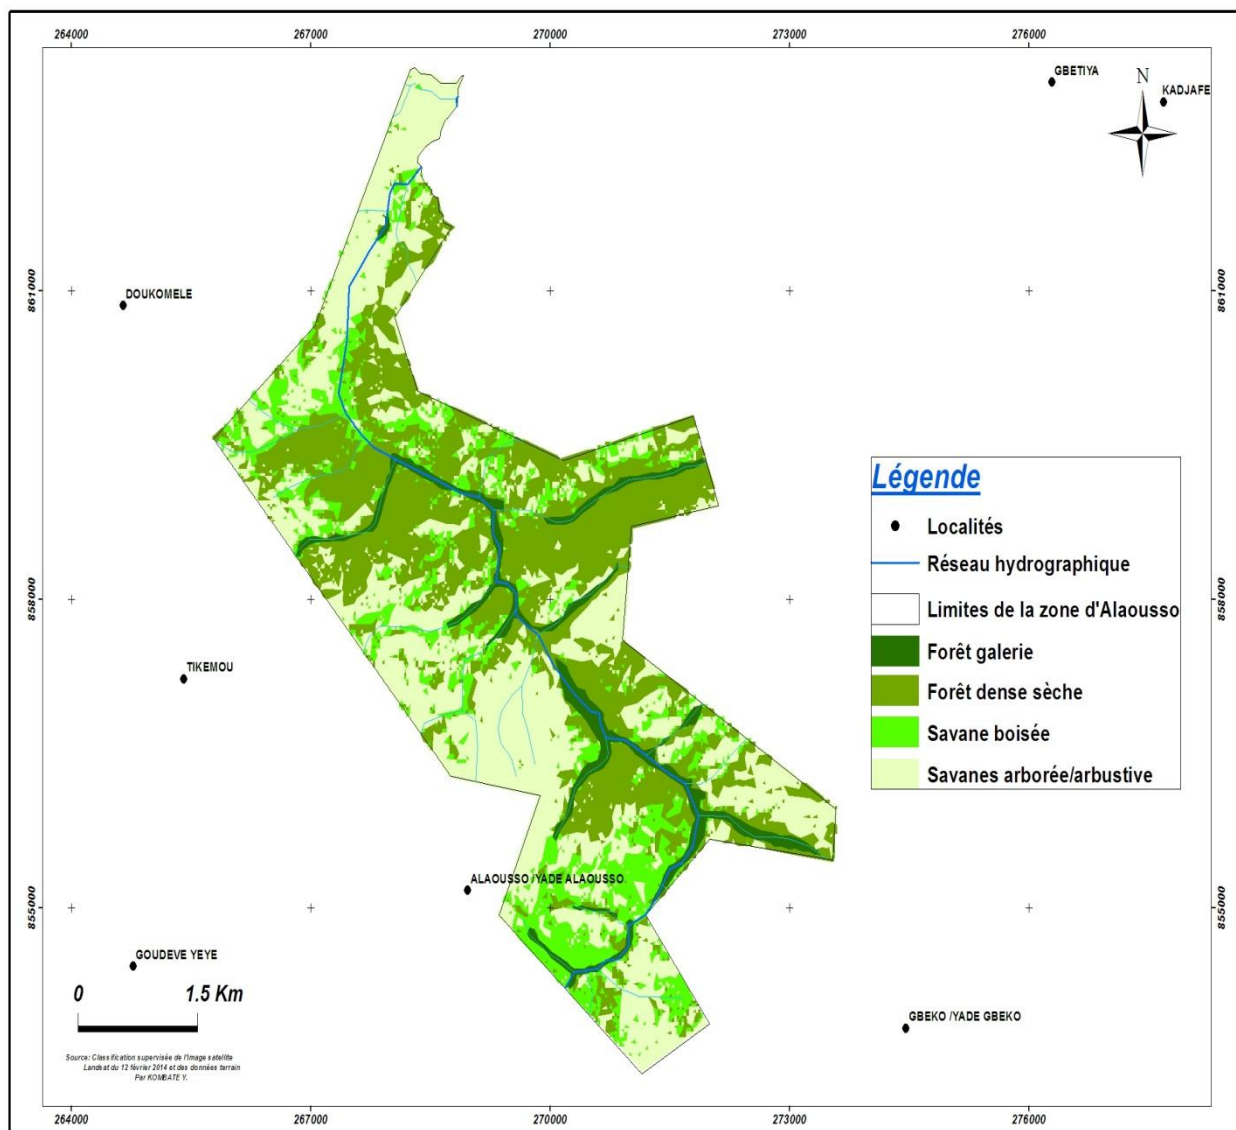 264000 267000 270000 273000 276000
GBETIYA
KADJAFE
N
861000 861000
DOUKOMELE
Légende
Localités
Réseau hydrographique
Limites de la zone d'Alaousso
Forêt galerie
Forêt dense sèche
Savane boisée
Savanes arborée/arbustive
858000 858000
TIKEMOU
ALAOUSSO /YADE ALAOUSSO
855000 855000
GOUDEVE YEYE
0 1.5 Km
GBEKO /YADE GBEKO
Source: Classification supervisée de l'image satellite
Landsat du 12 février 2014 et des données terrain
Par KOMBATE Y.
264000 267000 270000 273000 276000